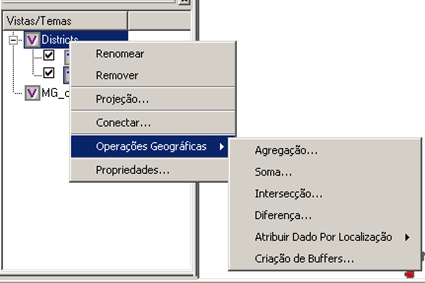 Vistas/Temas
Districts
Renomear
Remover
Projeção...
Conectar...
Operações Geográficas
Propriedades...
MG_c
Agregação...
Soma...
Intersecção...
Diferença...
Atribuir Dado Por Localização
Criação de Buffers...